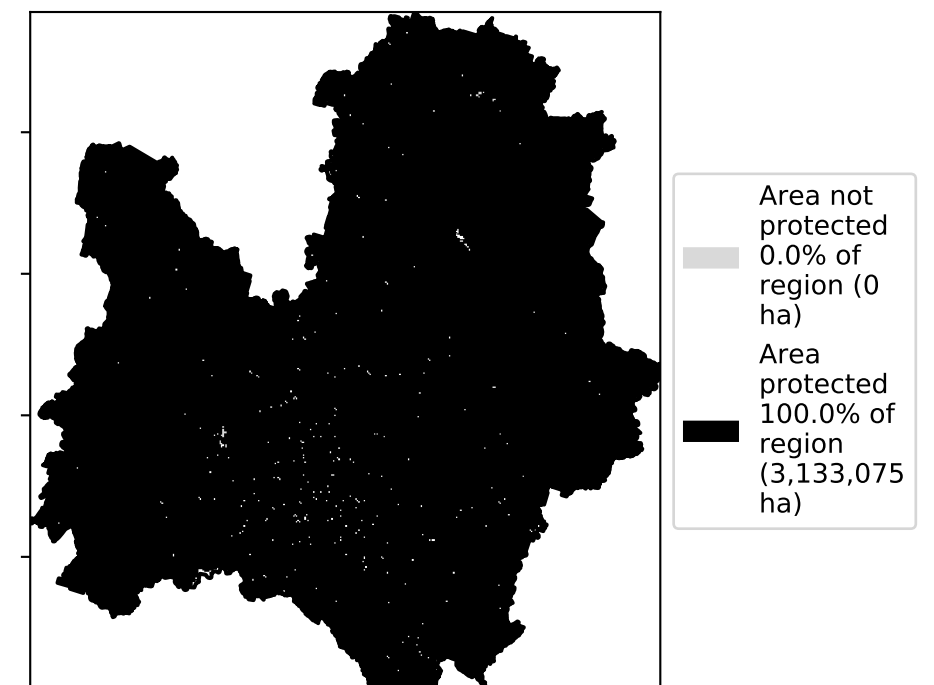 Area not
protected
0.0% of
region (0
ha)
Area
protected
100.0% of
region
(3,133,075
ha)